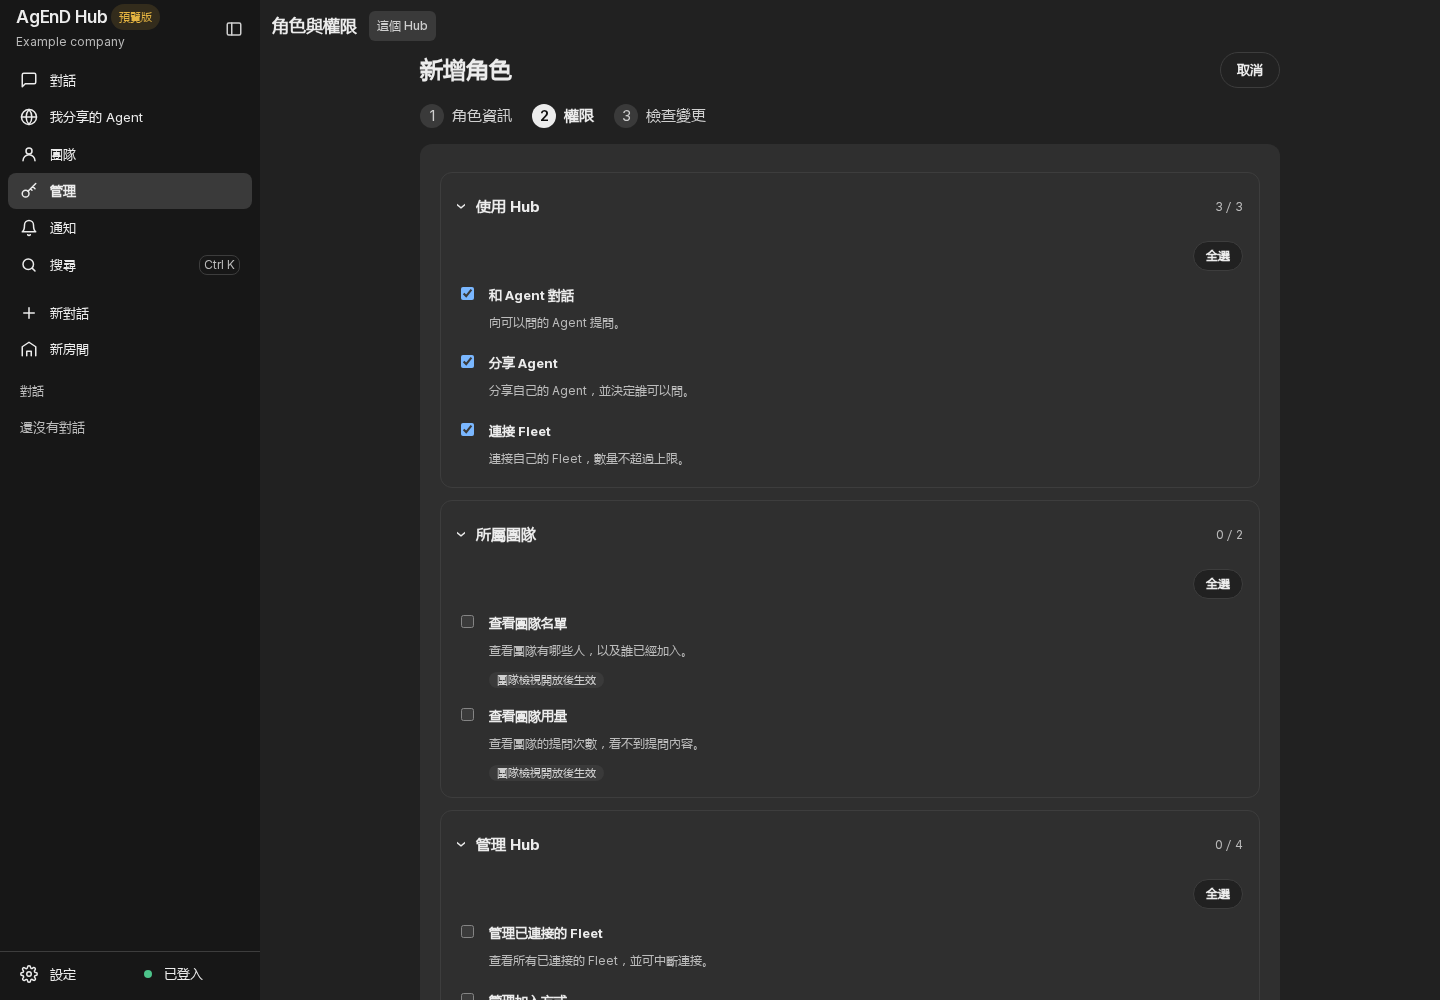 AgEnD Hub 預覽版
Example company
對話
我分享的 Agent
團隊
管理
通知
搜尋 Ctrl K
新對話
新房間
對話
還沒有對話
設定 已登入
角色與權限 這個 Hub
新增角色 取消
1 角色資訊 2 權限 3 檢查變更
使用 Hub 3 / 3
全選
和 Agent 對話
向可以問的 Agent 提問。
分享 Agent
分享自己的 Agent，並決定誰可以問。
連接 Fleet
連接自己的 Fleet，數量不超過上限。
所屬團隊 0 / 2
全選
查看團隊名單
查看團隊有哪些人，以及誰已經加入。
團隊檢視開放後生效
查看團隊用量
查看團隊的提問次數，看不到提問內容。
團隊檢視開放後生效
管理 Hub 0 / 4
全選
管理已連接的 Fleet
查看所有已連接的 Fleet，並可中斷連接。
管理加入方式